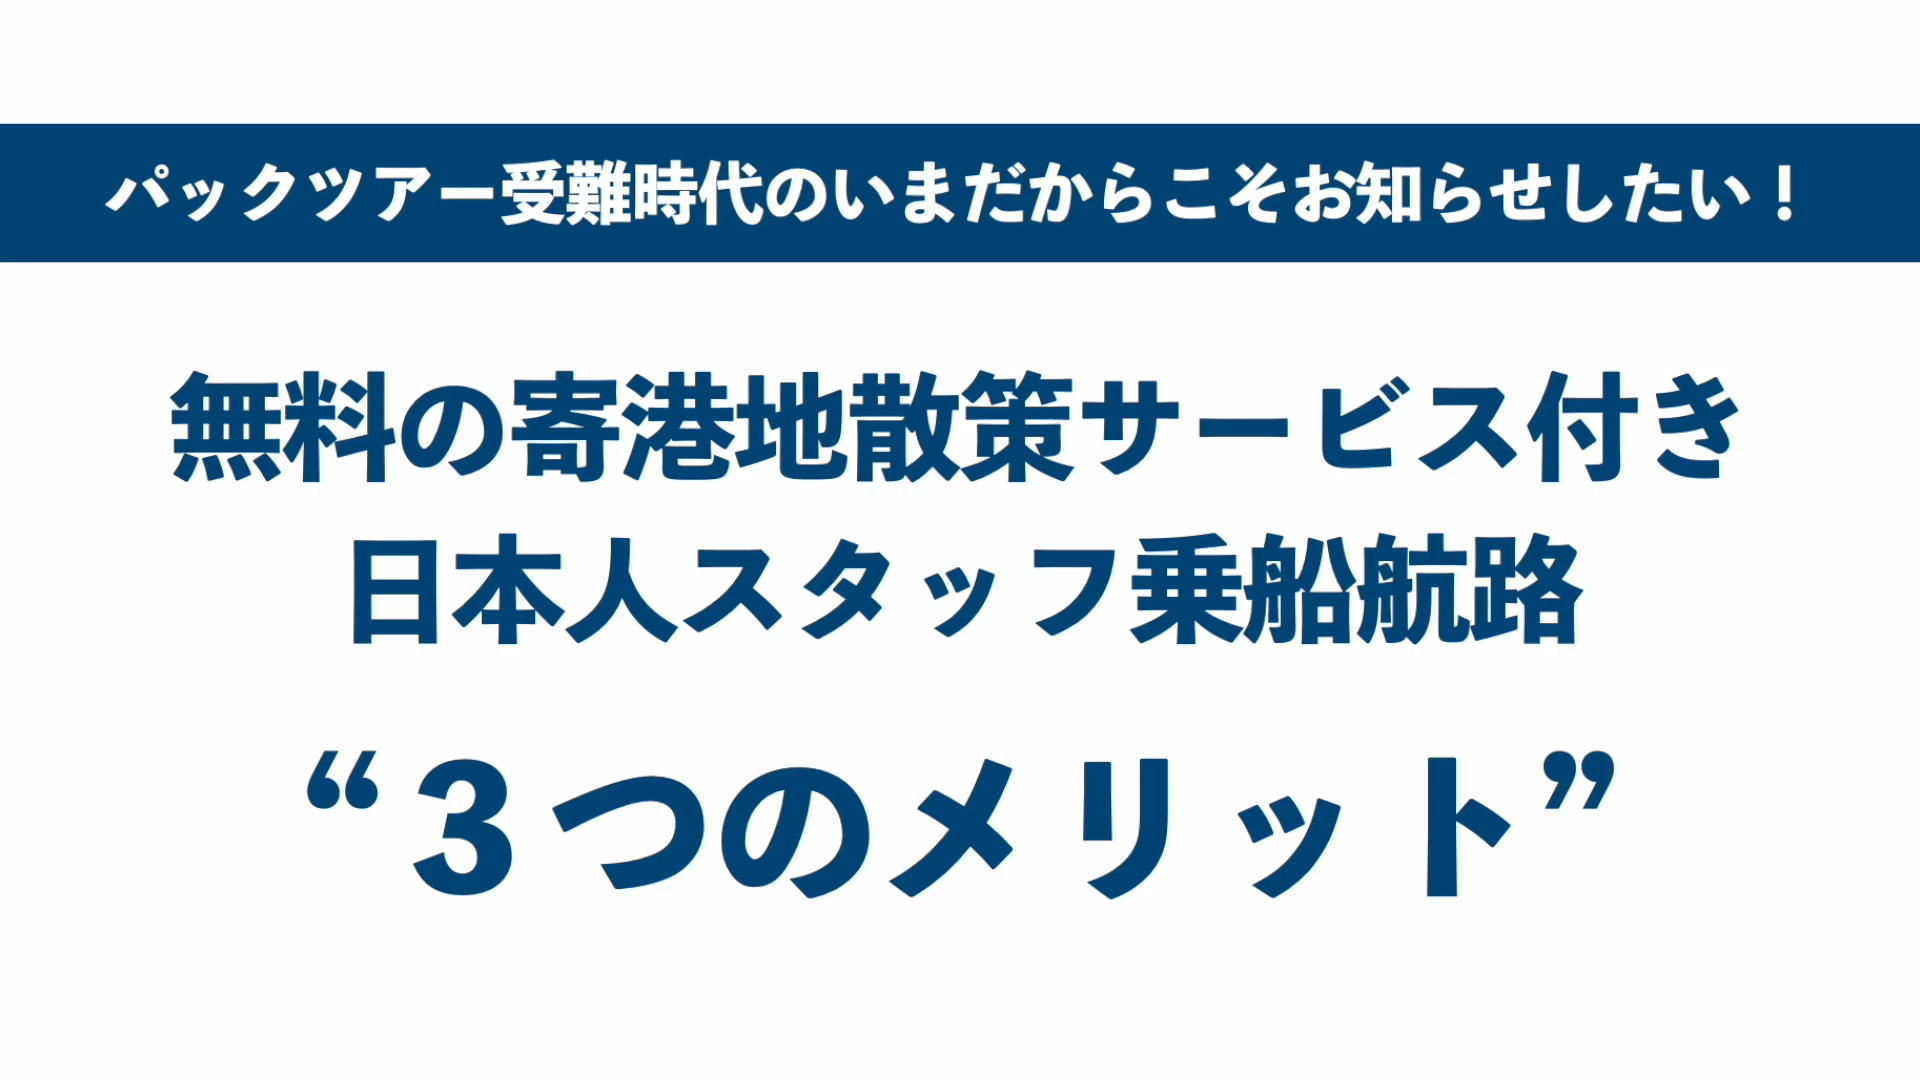 パックツアー受難時代のいまだからこそお知らせしたい！
無料の寄港地散策サービス付き
日本人スタッフ乗船航路
“３つのメリット”